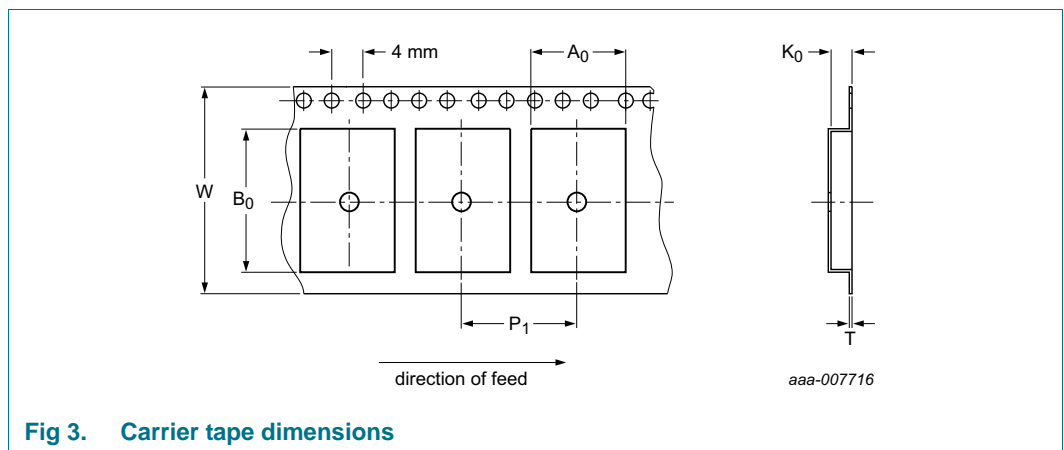 4 mm
A0
K0
W
B0
P1
T
direction of feed
aaa-007716
Fig 3. Carrier tape dimensions